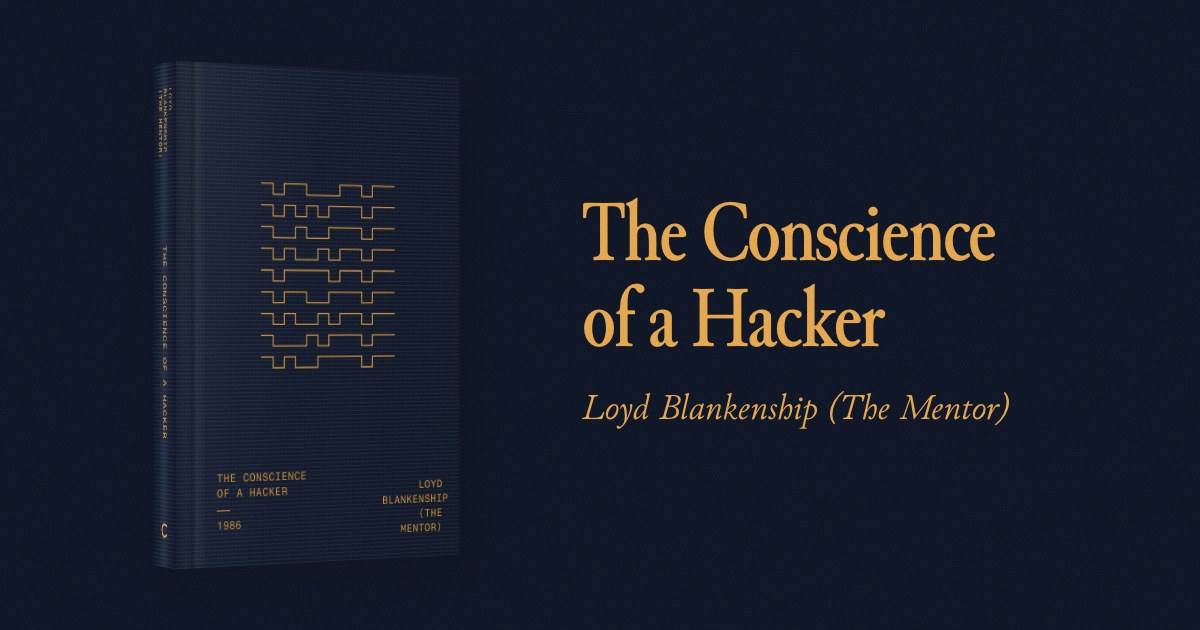 LOYD
BLANKENSHIP
(THE MENTOR)
THE CONSCIENCE OF A HACKER
C
THE CONSCIENCE
OF A HACKER
—
1986
LOYD
BLANKENSHIP
(THE
MENTOR)
The Conscience
of a Hacker
Loyd Blankenship (The Mentor)